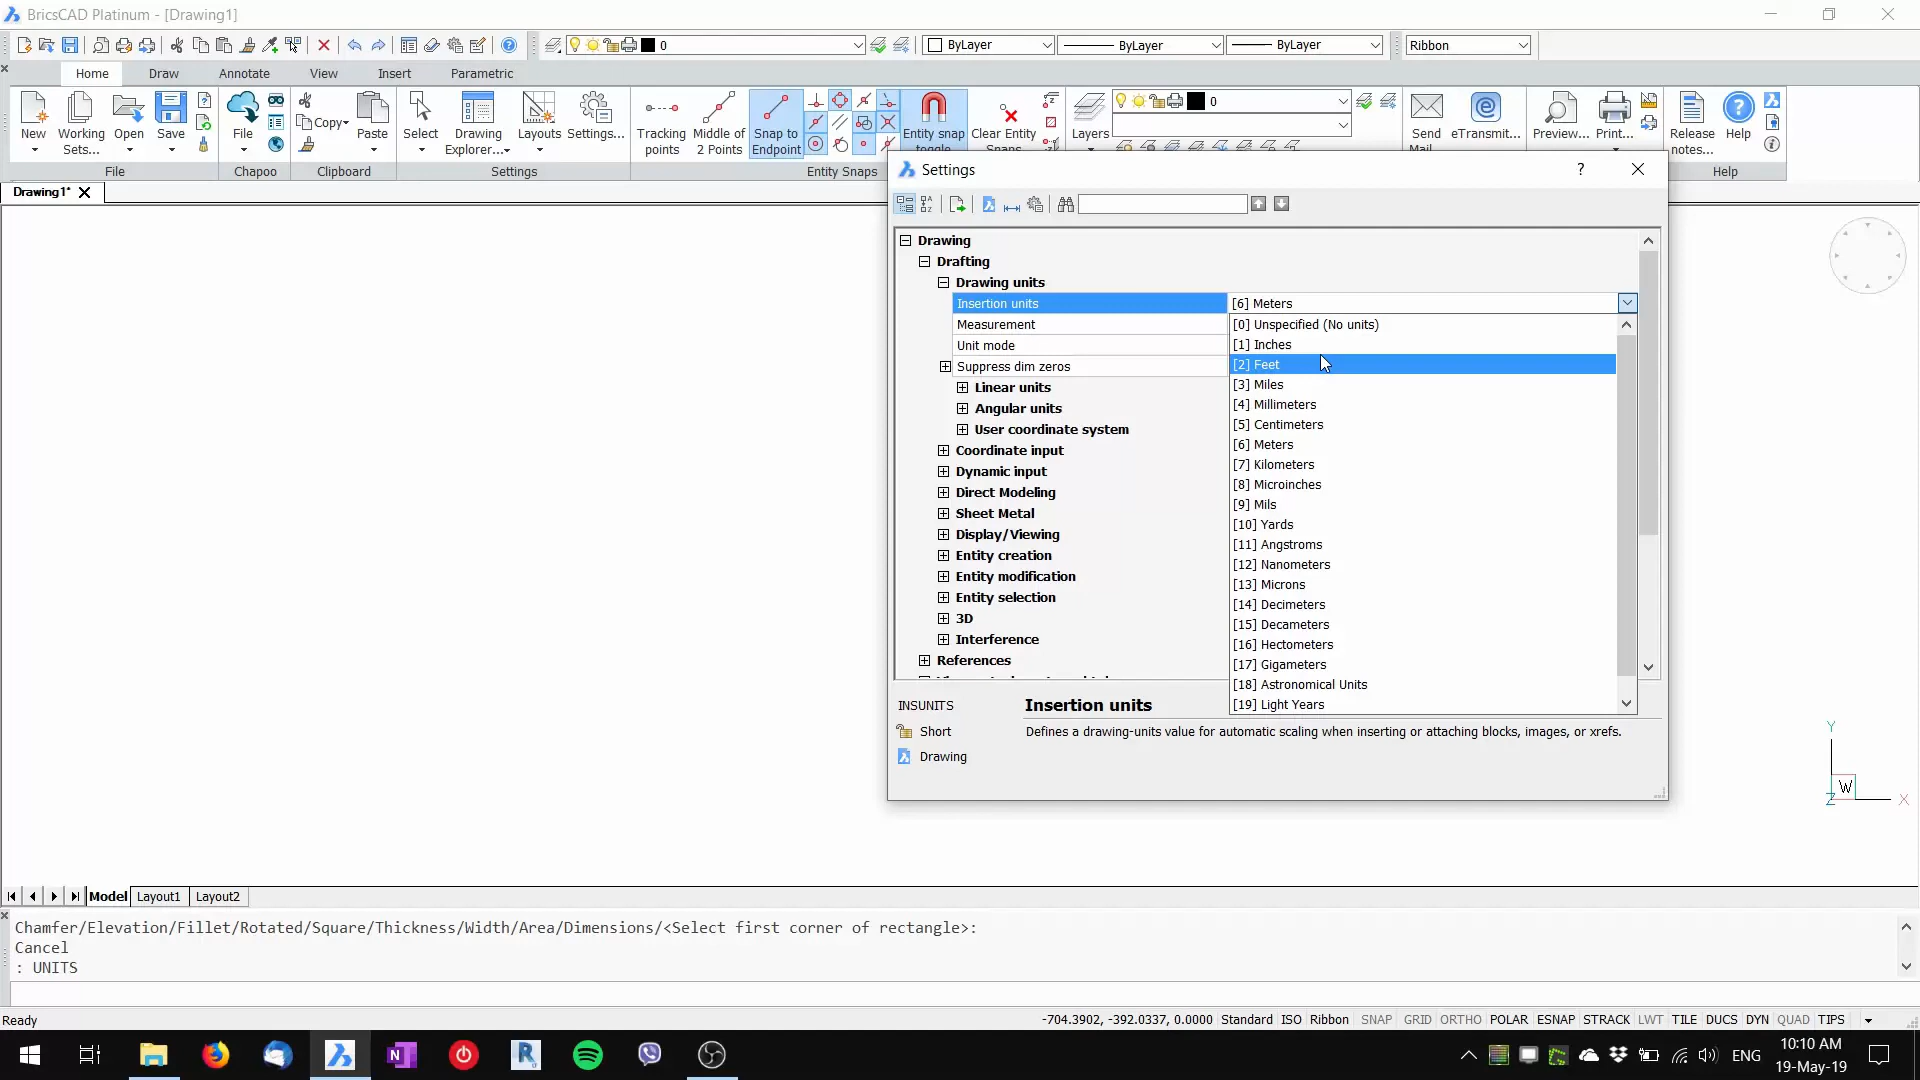 BricsCAD Platinum - [Drawing1]
0
ByLayer
ByLayer
ByLayer
Ribbon
Home
Draw
Annotate
View
Insert
Parametric
New
Working Sets...
Open
Save
File
Copy
Paste
Select
Drawing Explorer...
Layouts
Settings...
Tracking points
Middle of 2 Points
Snap to Endpoint
Entity snap toggle
Clear Entity Snaps
Layers
0
Send Mail
eTransmit...
Preview...
Print...
Release notes...
Help
File
Chapoo
Clipboard
Settings
Entity Snaps
Help
Drawing1*
Settings
?
Drawing
Drafting
Drawing units
Insertion units
[6] Meters
Measurement
Unit mode
Suppress dim zeros
Linear units
Angular units
User coordinate system
Coordinate input
Dynamic input
Direct Modeling
Sheet Metal
Display/Viewing
Entity creation
Entity modification
Entity selection
3D
Interference
References
[0] Unspecified (No units)
[1] Inches
[2] Feet
[3] Miles
[4] Millimeters
[5] Centimeters
[6] Meters
[7] Kilometers
[8] Microinches
[9] Mils
[10] Yards
[11] Angstroms
[12] Nanometers
[13] Microns
[14] Decimeters
[15] Decameters
[16] Hectometers
[17] Gigameters
[18] Astronomical Units
[19] Light Years
INSUNITS
Insertion units
Short
Defines a drawing-units value for automatic scaling when inserting or attaching blocks, images, or xrefs.
Drawing
Y
W
Z
X
Model
Layout1
Layout2
Chamfer/Elevation/Fillet/Rotated/Square/Thickness/Width/Area/Dimensions/<Select first corner of rectangle>:
Cancel
: UNITS
Ready
-704.3902, -392.0337, 0.0000 Standard ISO Ribbon SNAP GRID ORTHO POLAR ESNAP STRACK LWT TILE DUCS DYN QUAD TIPS
ENG
10:10 AM
19-May-19